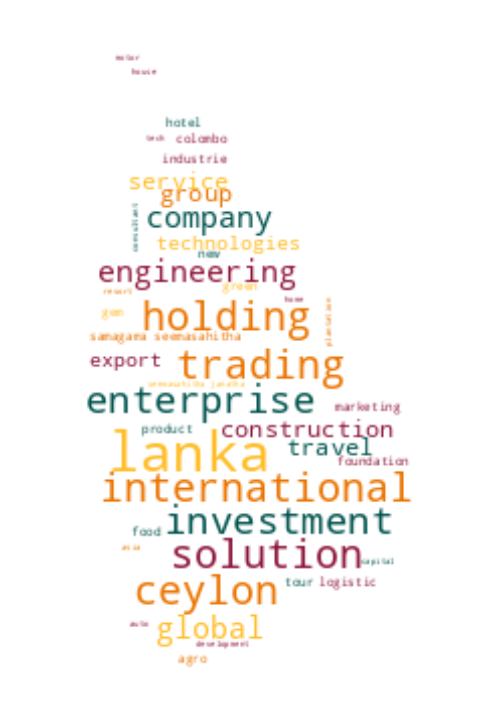 motor
house
hotel
tech colombo
industrie
service
group
consultant
company
technologies
new
engineering
green
resort
home
gem
holding
plantation
samagama seemasahitha
export trading
seemasahitha janatha
enterprise
marketing
product construction
lanka travel
foundation
international
food investment
asia solution
capital
ceylon tour logistic
auto global
development
agro